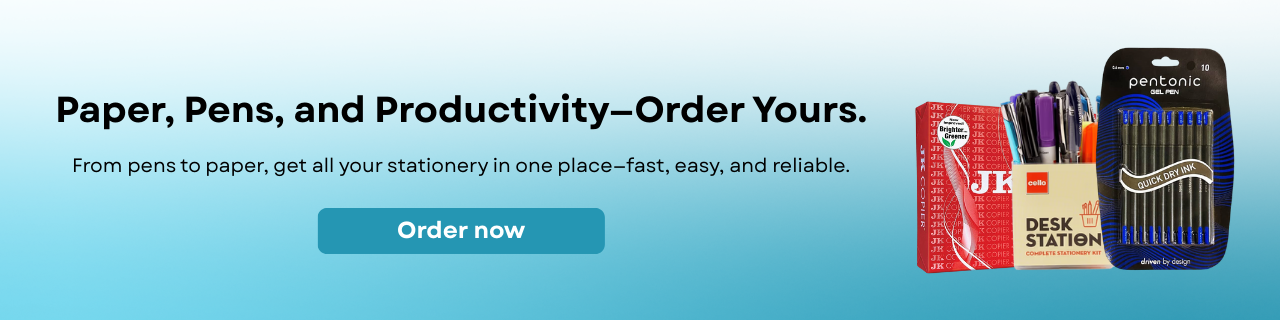 Paper, Pens, and Productivity—Order Yours.
From pens to paper, get all your stationery in one place—fast, easy, and reliable.
Order now
Brighter...
Greener
JK
JK COPIER
cello
DESK
STATION
COMPLETE STATIONERY KIT
10
pentonic
GEL PEN
QUICK DRY INK
driven by design